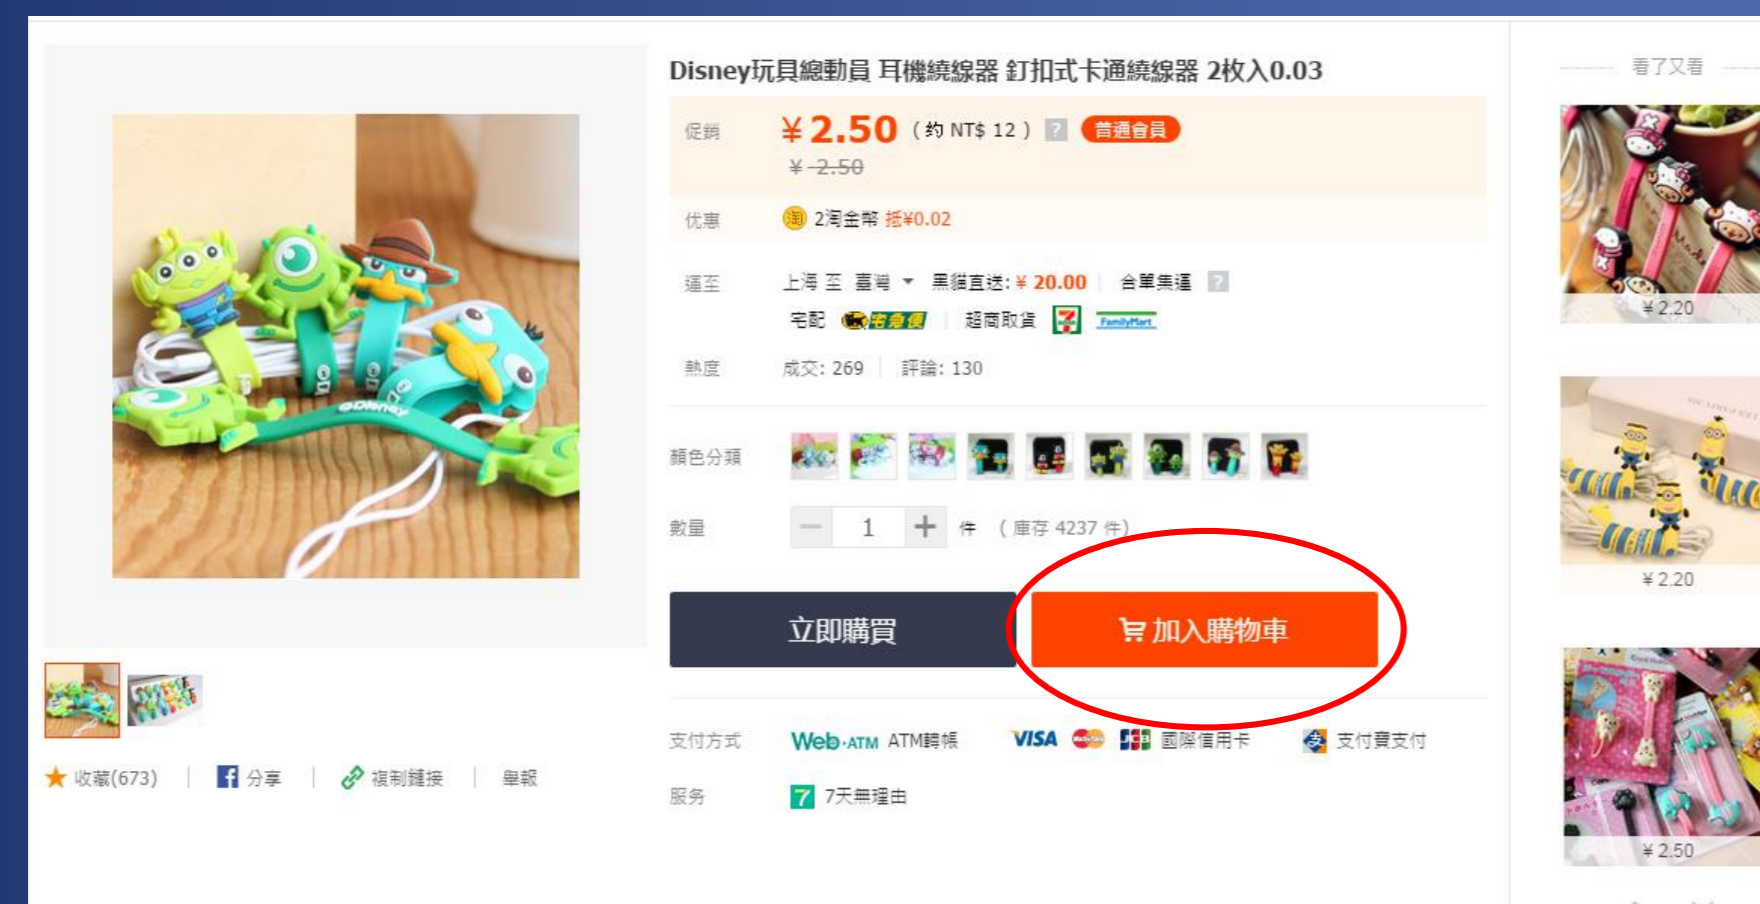 Disney玩具總動員 耳機繞線器 釘扣式卡通繞線器 2枚入0.03
促銷 ¥2.50 (約 NT$ 12) ? 普通會員
¥ 2.50
优惠 淘 2淘金幣 抵¥0.02
運至 上海 至 臺灣 黑貓直送: ¥ 20.00 合單集運 ?
宅配 宅急便 超商取貨 FamilyMart
熱度 成交: 269 評論: 130
顏色分類
數量 — 1 + 件 (庫存 4237 件)
立即購買 加入購物車
支付方式 Web-ATM ATM轉帳 VISA MasterCard JCB 國際信用卡 支 支付寶支付
服务 7 7天無理由
收藏(673) 分享 複制鏈接 舉報
©Disney
看了又看
¥ 2.20
¥ 2.20
¥ 2.50